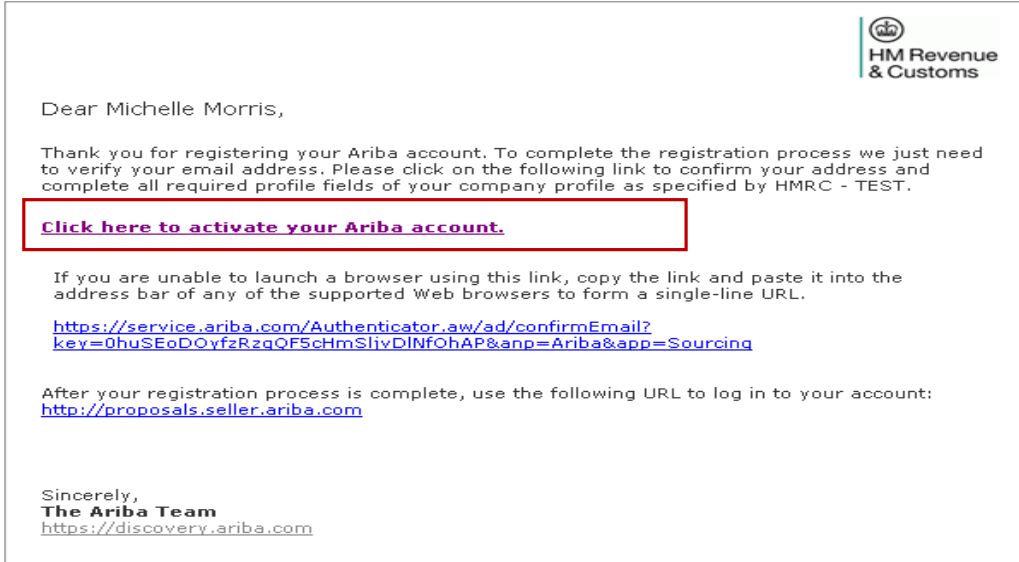 HM Revenue
& Customs
Dear Michelle Morris,
Thank you for registering your Ariba account. To complete the registration process we just need
to verify your email address. Please click on the following link to confirm your address and
complete all required profile fields of your company profile as specified by HMRC - TEST.
Click here to activate your Ariba account.
If you are unable to launch a browser using this link, copy the link and paste it into the
address bar of any of the supported Web browsers to form a single-line URL.
https://service.ariba.com/Authenticator.aw/ad/confirmEmail?
key=0huSEoDOyfzRzgQF5cHmSljvDlNfOhAP&anp=Ariba&app=Sourcing
After your registration process is complete, use the following URL to log in to your account:
http://proposals.seller.ariba.com
Sincerely,
The Ariba Team
https://discovery.ariba.com